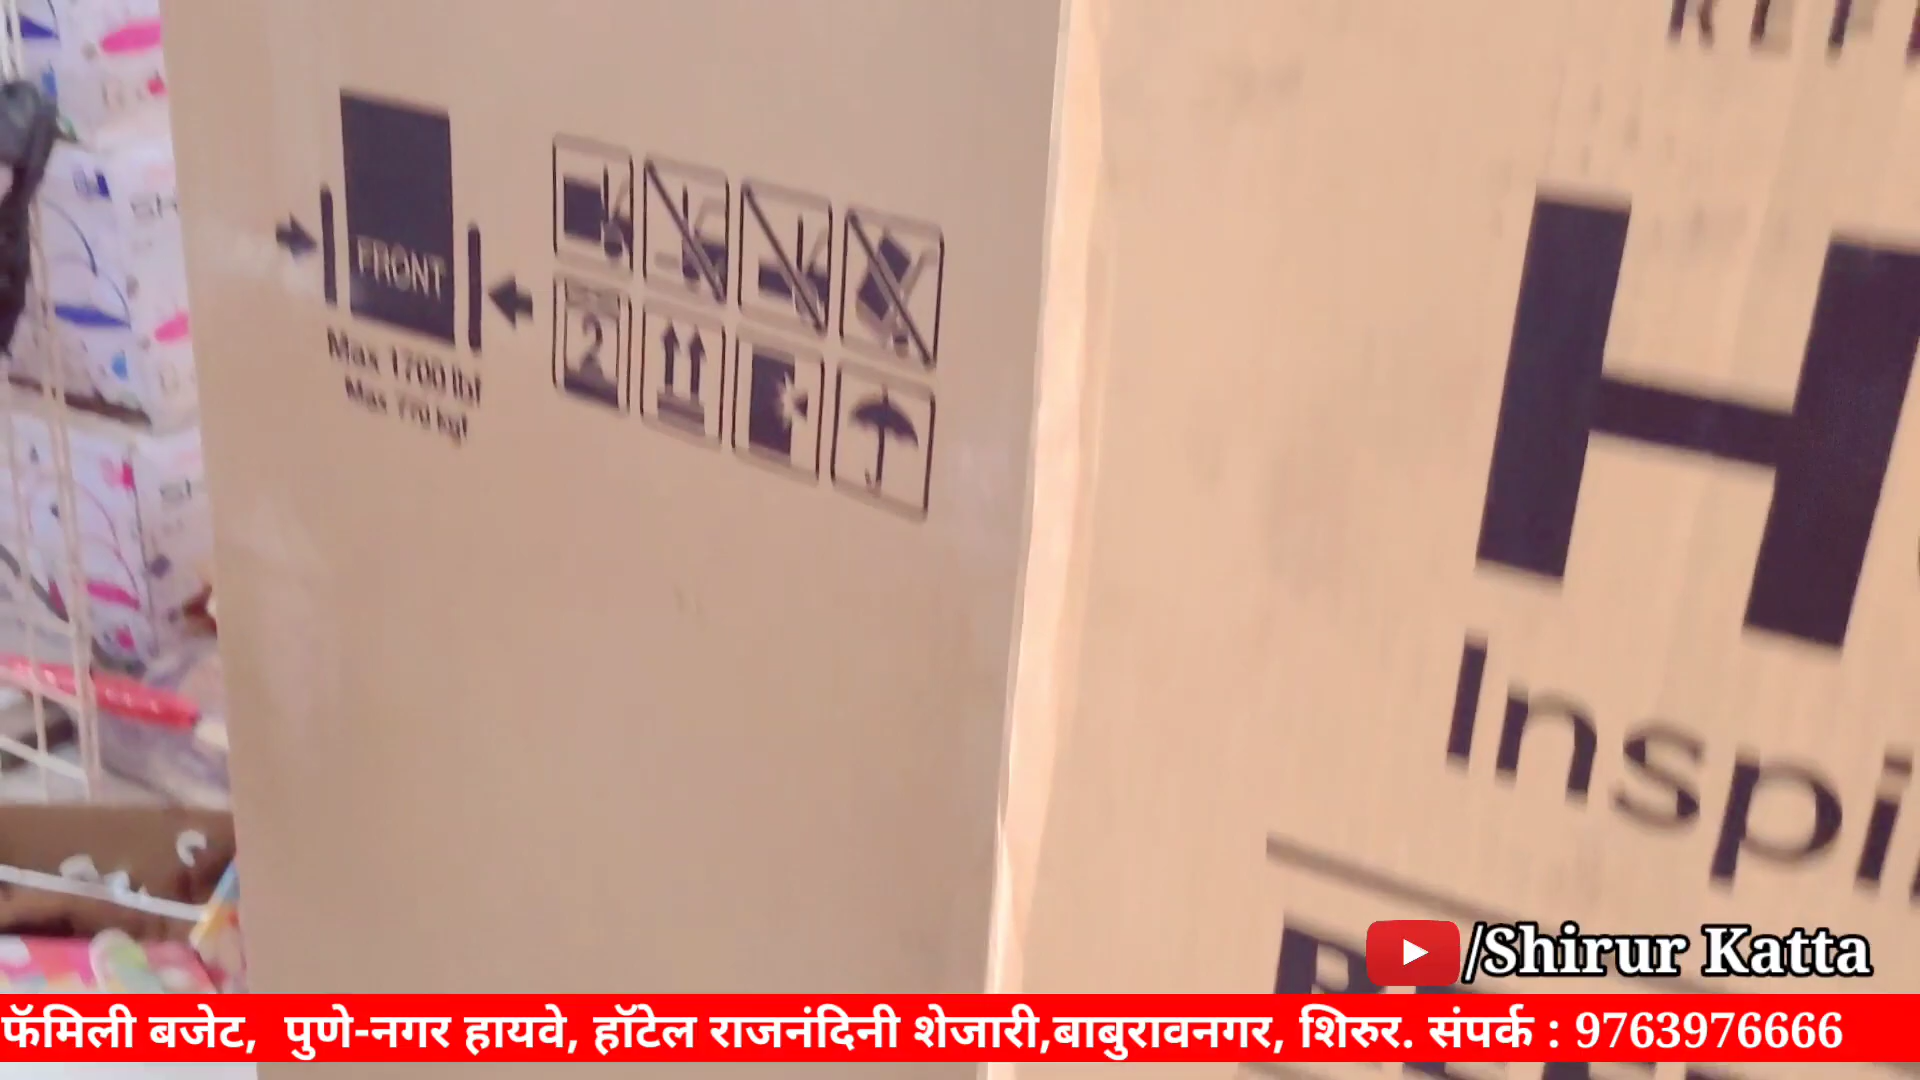 FRONT
Max 1700 lbf
Max 770 kgf
2
H
Inspi
/Shirur Katta
फॅमिली बजेट, पुणे-नगर हायवे, हॉटेल राजनंदिनी शेजारी,बाबुरावनगर, शिरुर. संपर्क : 9763976666